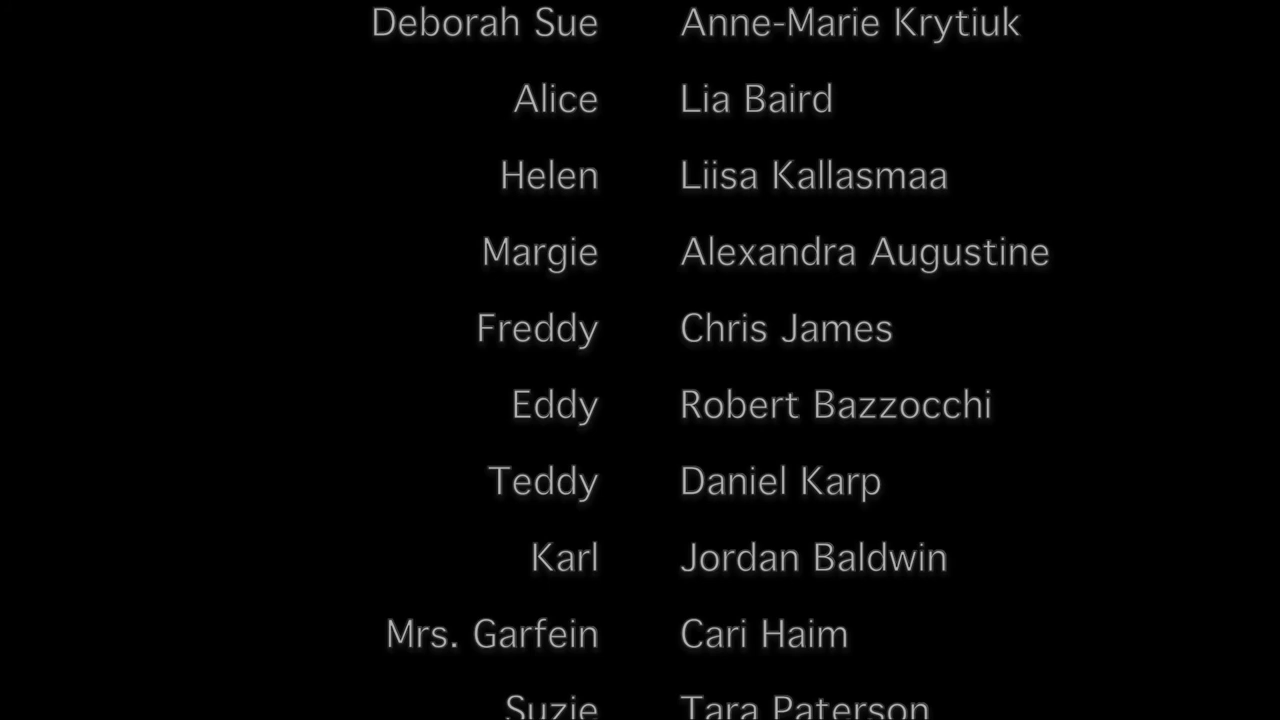 Deborah Sue Anne-Marie Krytiuk
Alice Lia Baird
Helen Liisa Kallasmaa
Margie Alexandra Augustine
Freddy Chris James
Eddy Robert Bazzocchi
Teddy Daniel Karp
Karl Jordan Baldwin
Mrs. Garfein Cari Haim
Suzie Tara Paterson